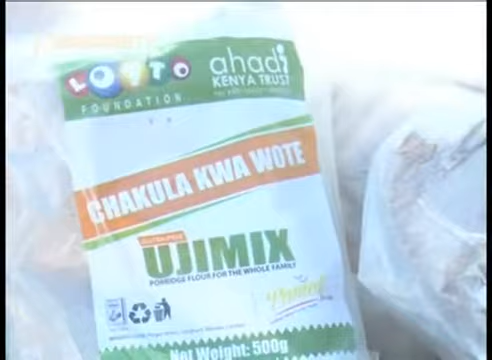 LOTTO
FOUNDATION
ahadi
KENYA TRUST
CHAKULA KWA WOTE
UJIMIX
PORRIDGE FLOUR FOR THE WHOLE FAMILY
Net Weight: 500g